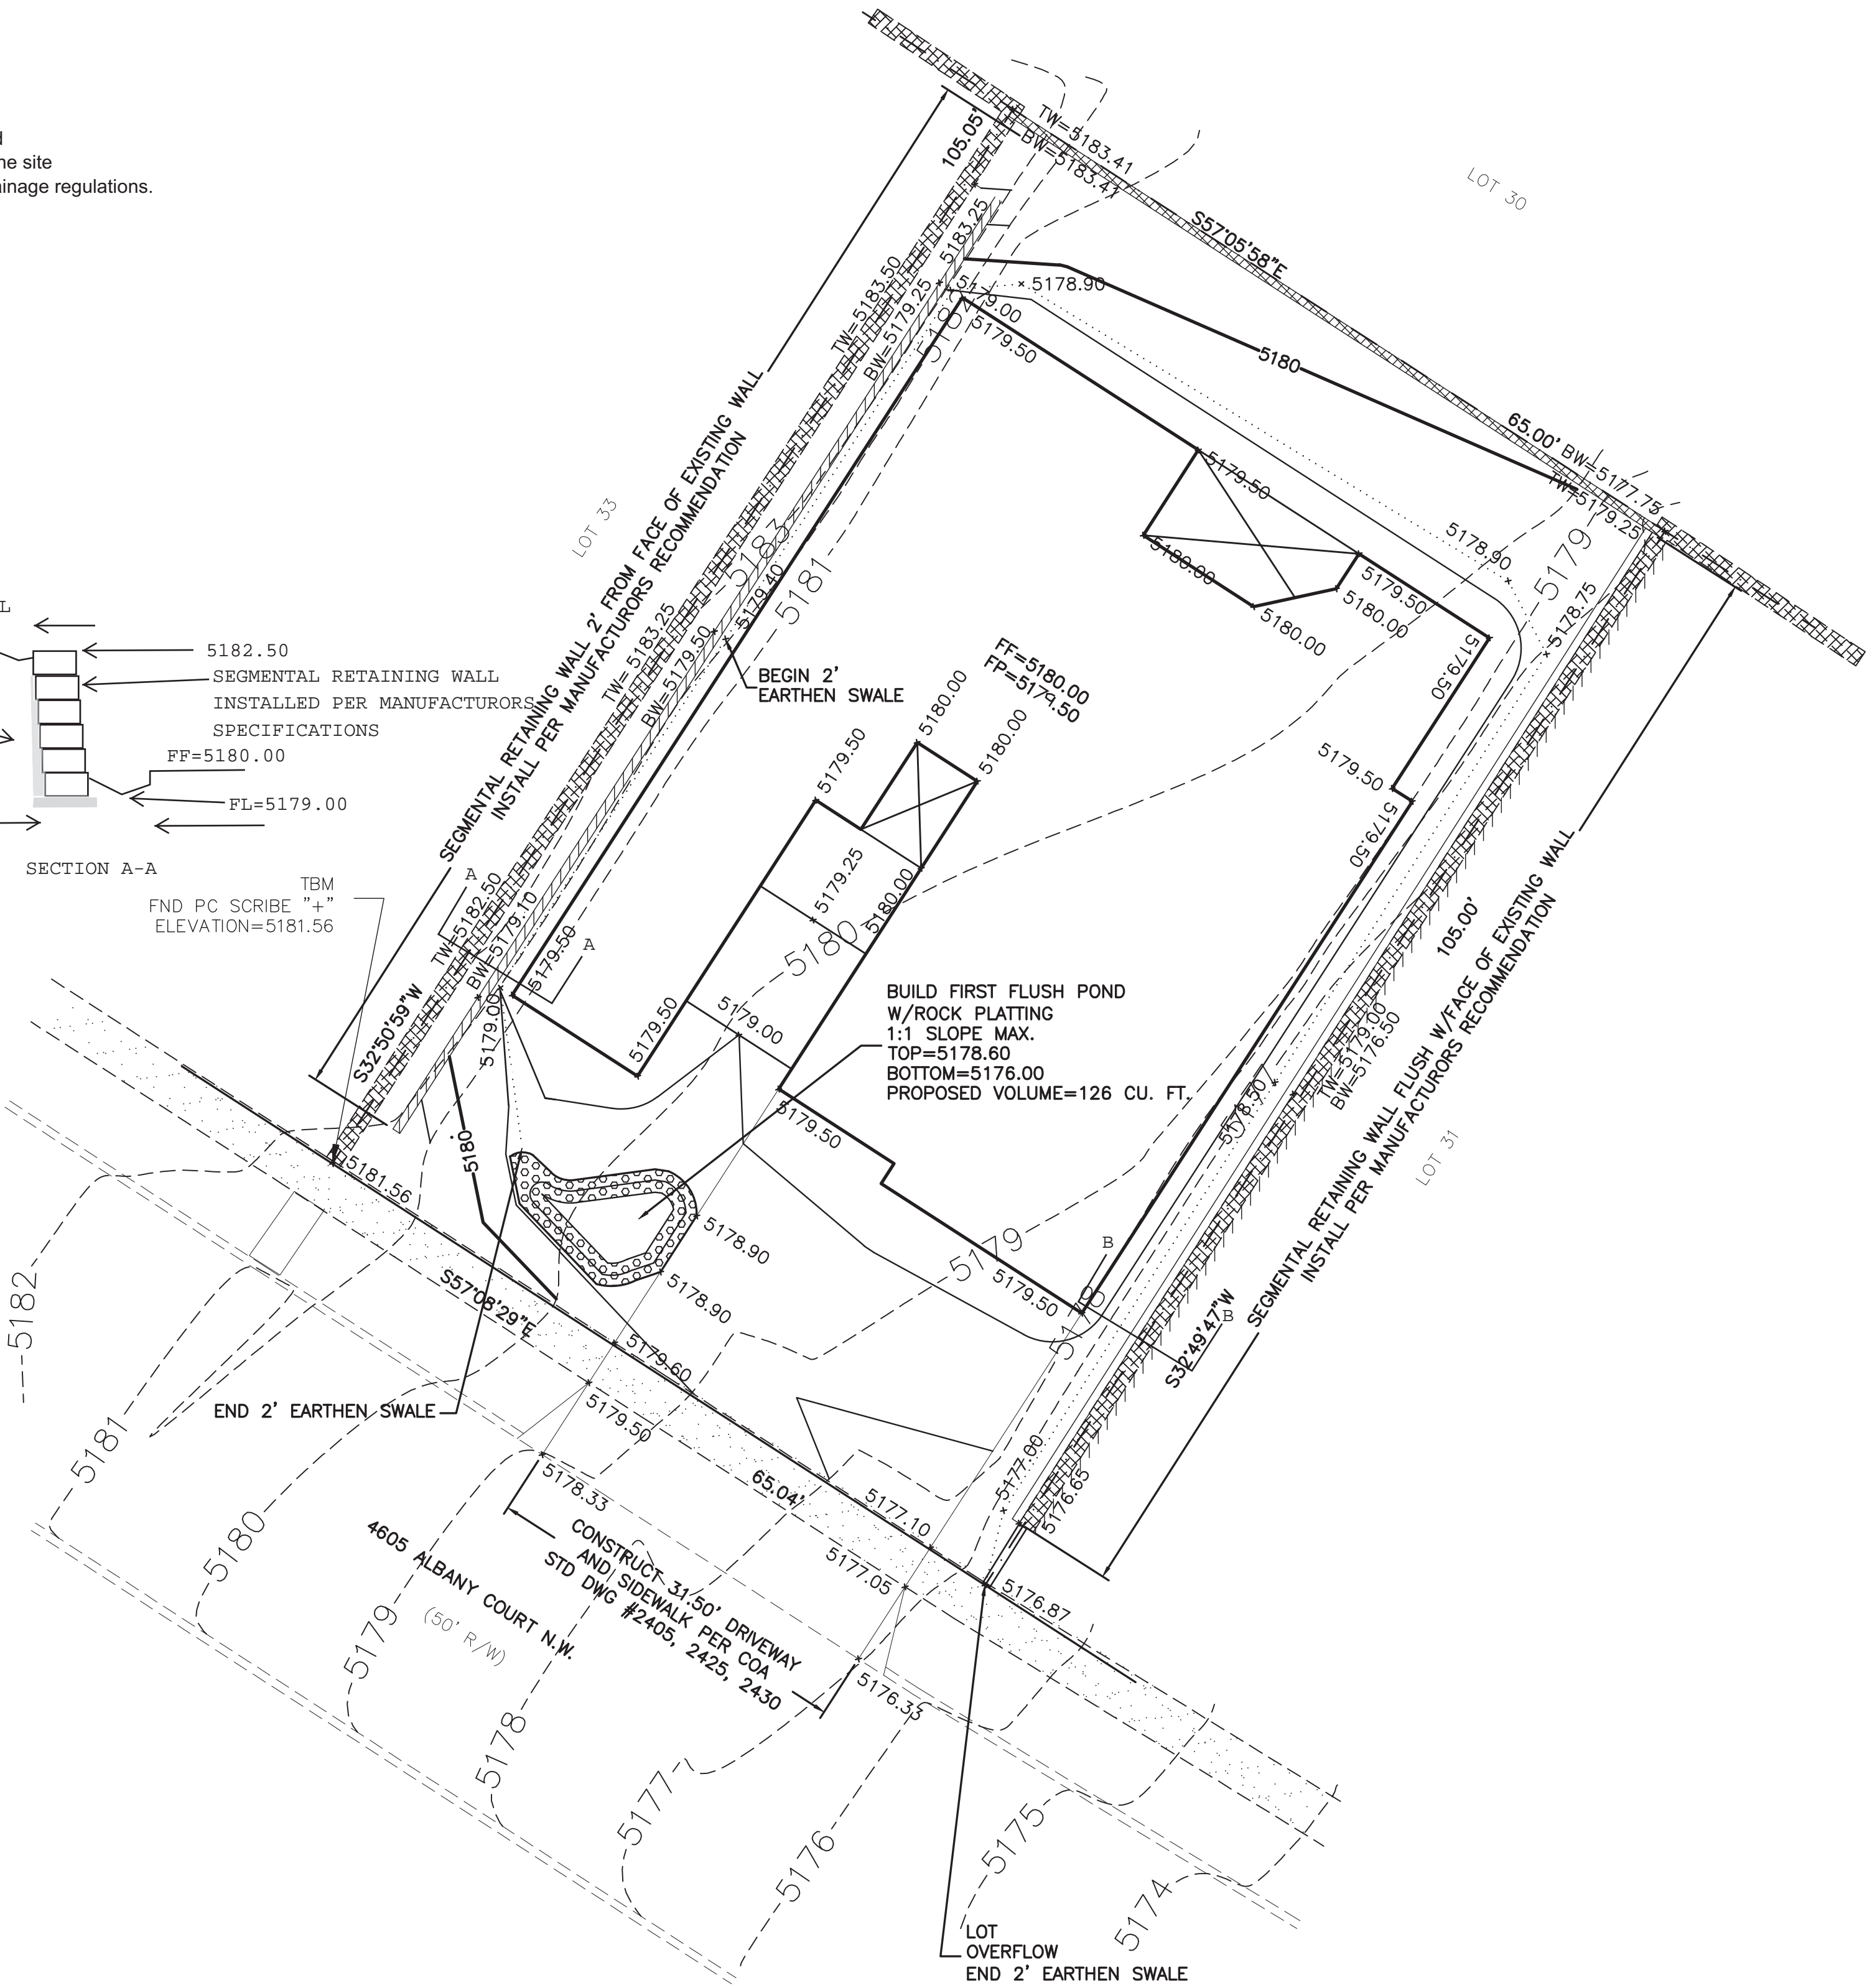 he site
ainage regulations.
L
5182.50
SEGMENTAL RETAINING WALL
INSTALLED PER MANUFACTURORS
SPECIFICATIONS
FF=5180.00
FL=5179.00
SECTION A-A
TBM
FND PC SCRIBE "+"
ELEVATION=5181.56
105.05'
TW=5183.41
BW=5183.41
LOT 30
S57°05'58"E
5183.25
5178.90
TW=5183.50
BW=5179.25
5179.00
5182
5179.50
5180
65.00'
BW=5177.75
TW=5179.25
SEGMENTAL RETAINING WALL 2' FROM FACE OF EXISTING WALL
INSTALL PER MANUFACTURORS RECOMMENDATION
LOT 33
5183
5181
5179.40
TW=5183.25
BW=5179.50
BEGIN 2'
EARTHEN SWALE
5179.50
5180.00
5179.50
5180.00
5180.00
5178.90
5179
5178.75
5179.50
5179.50
5179.50
FF=5180.00
FP=5179.50
5180.00
5180.00
5179.50
5179.25
5180.00
5180
A
TW=5182.50
BW=5179.10
5179.50
A
5179.00
5179.50
5179.00
S32°50'59"W
BUILD FIRST FLUSH POND
W/ROCK PLATTING
1:1 SLOPE MAX.
TOP=5178.60
BOTTOM=5176.00
PROPOSED VOLUME=126 CU. FT.
105.00'
SEGMENTAL RETAINING WALL FLUSH W/FACE OF EXISTING WALL
INSTALL PER MANUFACTURORS RECOMMENDATION
TW=5179.00
BW=5176.50
5178.50
LOT 31
5179.50
5180
5181.56
5178.90
5178.90
5179
5179.50
B
B
S32°49'47"W
5182
S57°08'29"E
END 2' EARTHEN SWALE
5179.60
5179.50
5178.33
65.04'
5177.10
5177.05
5177.00
5176.65
5176.87
5176.33
5181
5180
5179
5178
5177
5176
5175
5174
4605 ALBANY COURT N.W.
(50' R/W)
CONSTRUCT 31.50' DRIVEWAY
AND SIDEWALK PER COA
STD DWG #2405, 2425, 2430
LOT
OVERFLOW
END 2' EARTHEN SWALE